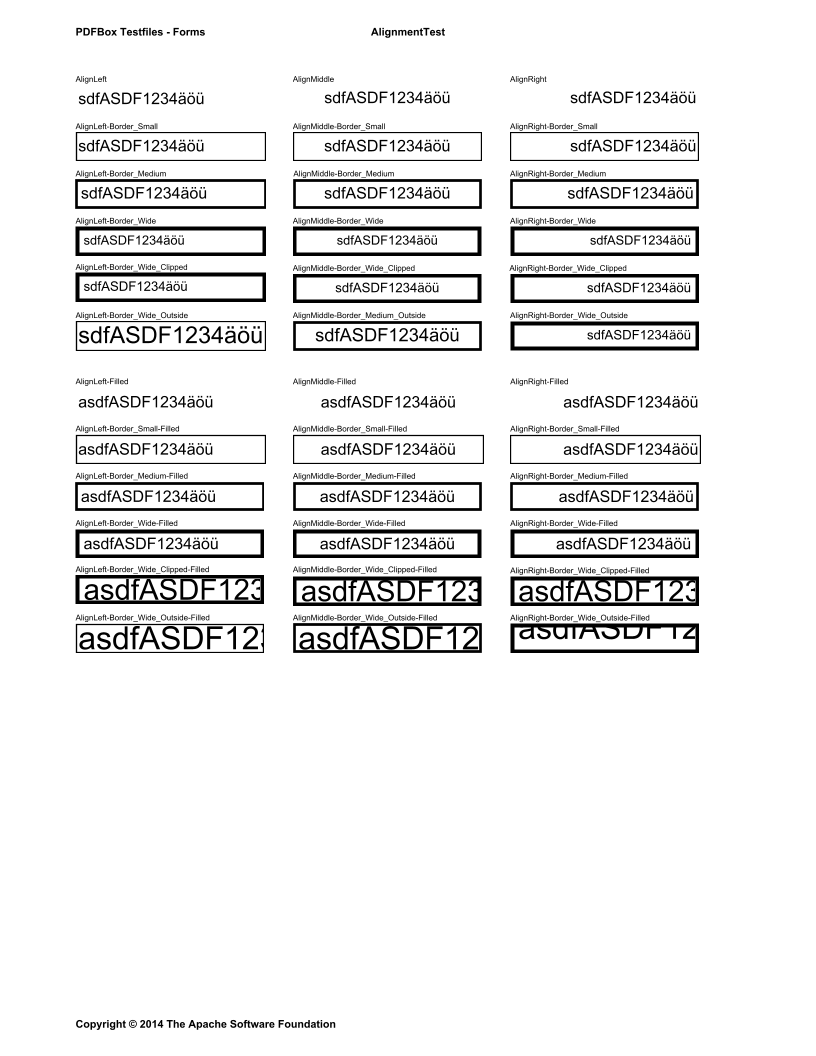 PDFBox Testfiles - Forms AlignmentTest
AlignLeft AlignMiddle AlignRight
sdfASDF1234äöü sdfASDF1234äöü sdfASDF1234äöü
AlignLeft-Border_Small AlignMiddle-Border_Small AlignRight-Border_Small
sdfASDF1234äöü sdfASDF1234äöü sdfASDF1234äöü
AlignLeft-Border_Medium AlignMiddle-Border_Medium AlignRight-Border_Medium
sdfASDF1234äöü sdfASDF1234äöü sdfASDF1234äöü
AlignLeft-Border_Wide AlignMiddle-Border_Wide AlignRight-Border_Wide
sdfASDF1234äöü sdfASDF1234äöü sdfASDF1234äöü
AlignLeft-Border_Wide_Clipped AlignMiddle-Border_Wide_Clipped AlignRight-Border_Wide_Clipped
sdfASDF1234äöü sdfASDF1234äöü sdfASDF1234äöü
AlignLeft-Border_Wide_Outside AlignMiddle-Border_Medium_Outside AlignRight-Border_Wide_Outside
sdfASDF1234äöü sdfASDF1234äöü sdfASDF1234äöü
AlignLeft-Filled AlignMiddle-Filled AlignRight-Filled
asdfASDF1234äöü asdfASDF1234äöü asdfASDF1234äöü
AlignLeft-Border_Small-Filled AlignMiddle-Border_Small-Filled AlignRight-Border_Small-Filled
asdfASDF1234äöü asdfASDF1234äöü asdfASDF1234äöü
AlignLeft-Border_Medium-Filled AlignMiddle-Border_Medium-Filled AlignRight-Border_Medium-Filled
asdfASDF1234äöü asdfASDF1234äöü asdfASDF1234äöü
AlignLeft-Border_Wide-Filled AlignMiddle-Border_Wide-Filled AlignRight-Border_Wide-Filled
asdfASDF1234äöü asdfASDF1234äöü asdfASDF1234äöü
AlignLeft-Border_Wide_Clipped-Filled AlignMiddle-Border_Wide_Clipped-Filled AlignRight-Border_Wide_Clipped-Filled
asdfASDF123 asdfASDF123 asdfASDF123
AlignLeft-Border_Wide_Outside-Filled AlignMiddle-Border_Wide_Outside-Filled AlignRight-Border_Wide_Outside-Filled
asdfASDF123 asdfASDF12 asdfASDF12
Copyright © 2014 The Apache Software Foundation